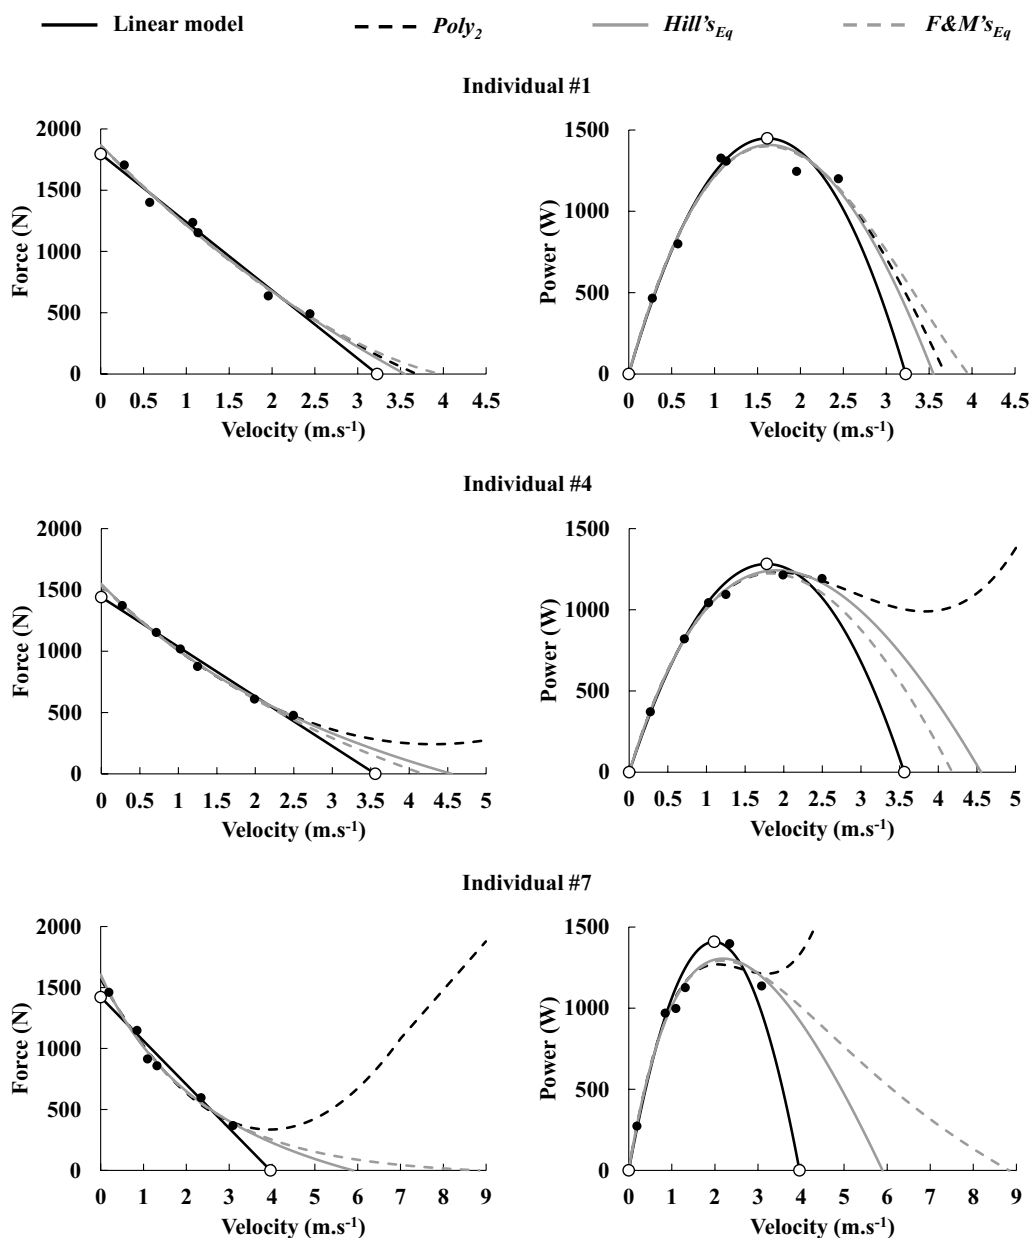 Linear model Poly2 Hill'sEq F&M'sEq
Individual #1
2000
1500
1000
500
0
Force (N)
0 0.5 1 1.5 2 2.5 3 3.5 4 4.5
Velocity (m.s-1)
1500
1000
500
0
Power (W)
0 0.5 1 1.5 2 2.5 3 3.5 4 4.5
Velocity (m.s-1)
Individual #4
2000
1500
1000
500
0
Force (N)
0 0.5 1 1.5 2 2.5 3 3.5 4 4.5 5
Velocity (m.s-1)
1500
1000
500
0
Power (W)
0 0.5 1 1.5 2 2.5 3 3.5 4 4.5 5
Velocity (m.s-1)
Individual #7
2000
1500
1000
500
0
Force (N)
0 1 2 3 4 5 6 7 8 9
Velocity (m.s-1)
1500
1000
500
0
Power (W)
0 1 2 3 4 5 6 7 8 9
Velocity (m.s-1)